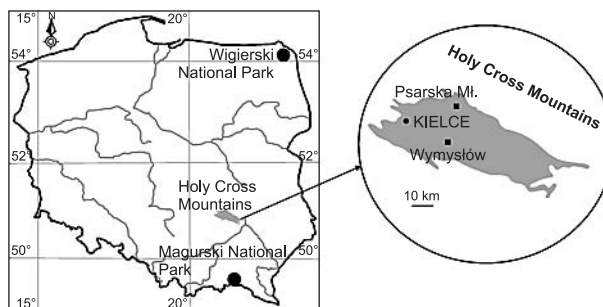 15°
20°
N
54°
54°
Wigierski
National Park
52°
52°
Holy Cross
Mountains
50°
50°
Magurski National
Park
15°
20°
Holy Cross Mountains
Psarska Mł.
KIELCE
Wymysłów
10 km